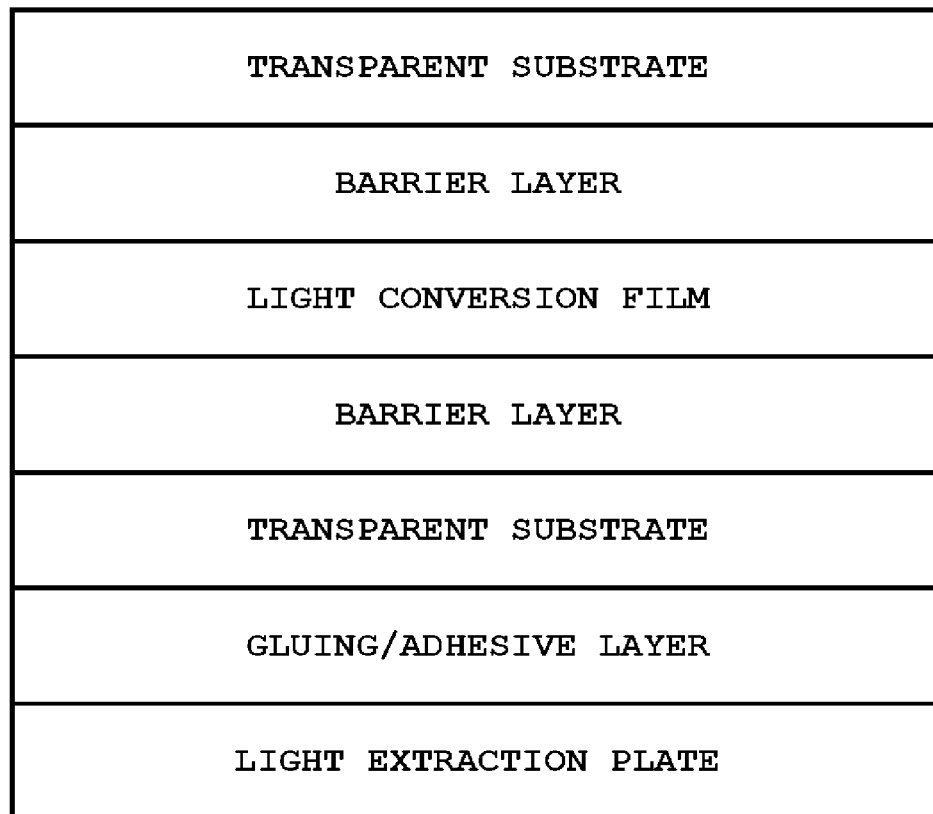 TRANSPARENT SUBSTRATE
BARRIER LAYER
LIGHT CONVERSION FILM
BARRIER LAYER
TRANSPARENT SUBSTRATE
GLUING/ADHESIVE LAYER
LIGHT EXTRACTION PLATE